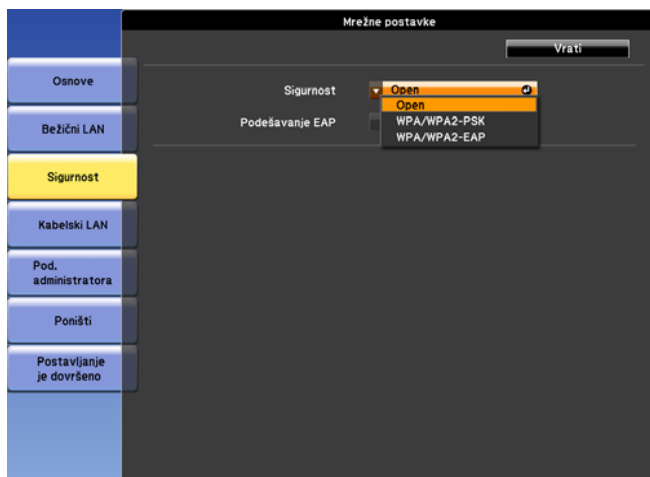 Mrežne postavke
Vrati
Osnove
Bežični LAN
Sigurnost
Kabelski LAN
Pod.
administratora
Poništi
Postavljanje
je dovršeno
Sigurnost
Open
Open
WPA/WPA2-PSK
WPA/WPA2-EAP
Podešavanje EAP